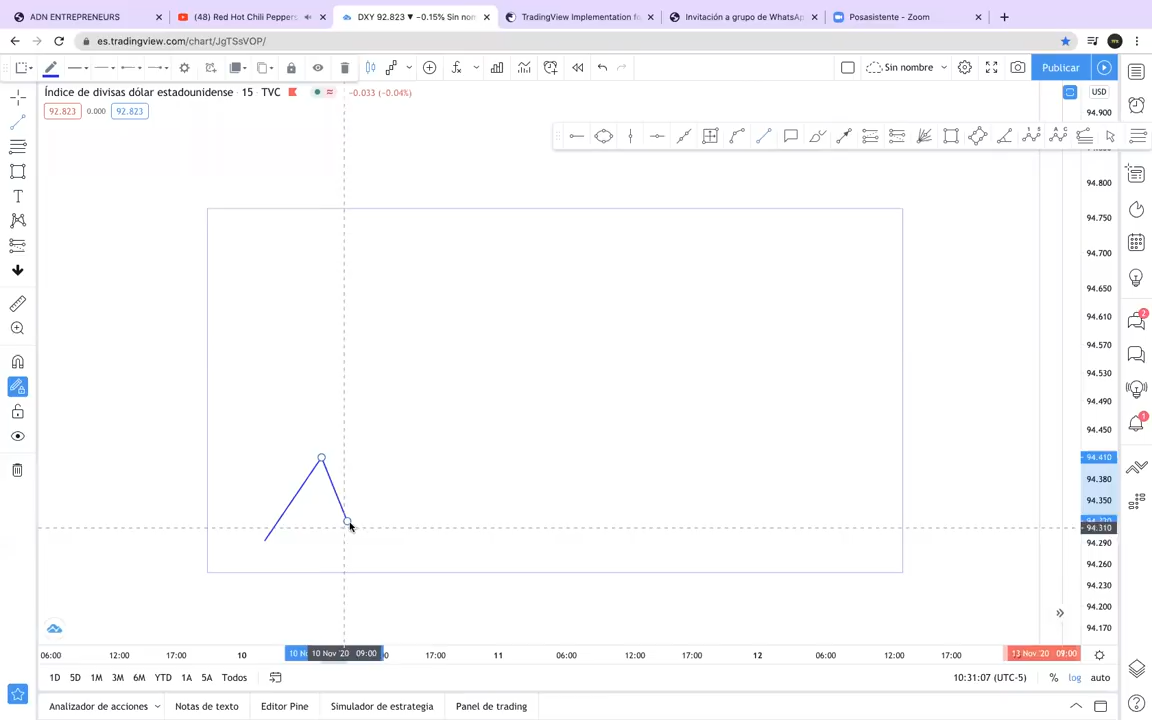 ADN ENTREPRENEURS
(48) Red Hot Chili Peppers
DXY 92.823 ▼ −0.15% Sin nom
TradingView Implementation fo
Invitación a grupo de WhatsAp
Posasistente - Zoom
es.tradingview.com/chart/JgTSsVOP/
Sin nombre
Publicar
Índice de divisas dólar estadounidense · 15 · TVC
−0.033 (−0.04%)
92.823
0.000
92.823
USD
94.900
94.800
94.750
94.700
94.650
94.610
94.570
94.530
94.490
94.450
94.410
94.380
94.350
94.310
94.290
94.260
94.230
94.200
94.170
2
1
06:00
12:00
17:00
10
10 Nov '20 09:00
17:00
11
06:00
12:00
17:00
12
06:00
12:00
17:00
13 Nov '20 09:00
1D
5D
1M
3M
6M
YTD
1A
5A
Todos
10:31:07 (UTC-5)
%
log
auto
Analizador de acciones
Notas de texto
Editor Pine
Simulador de estrategia
Panel de trading